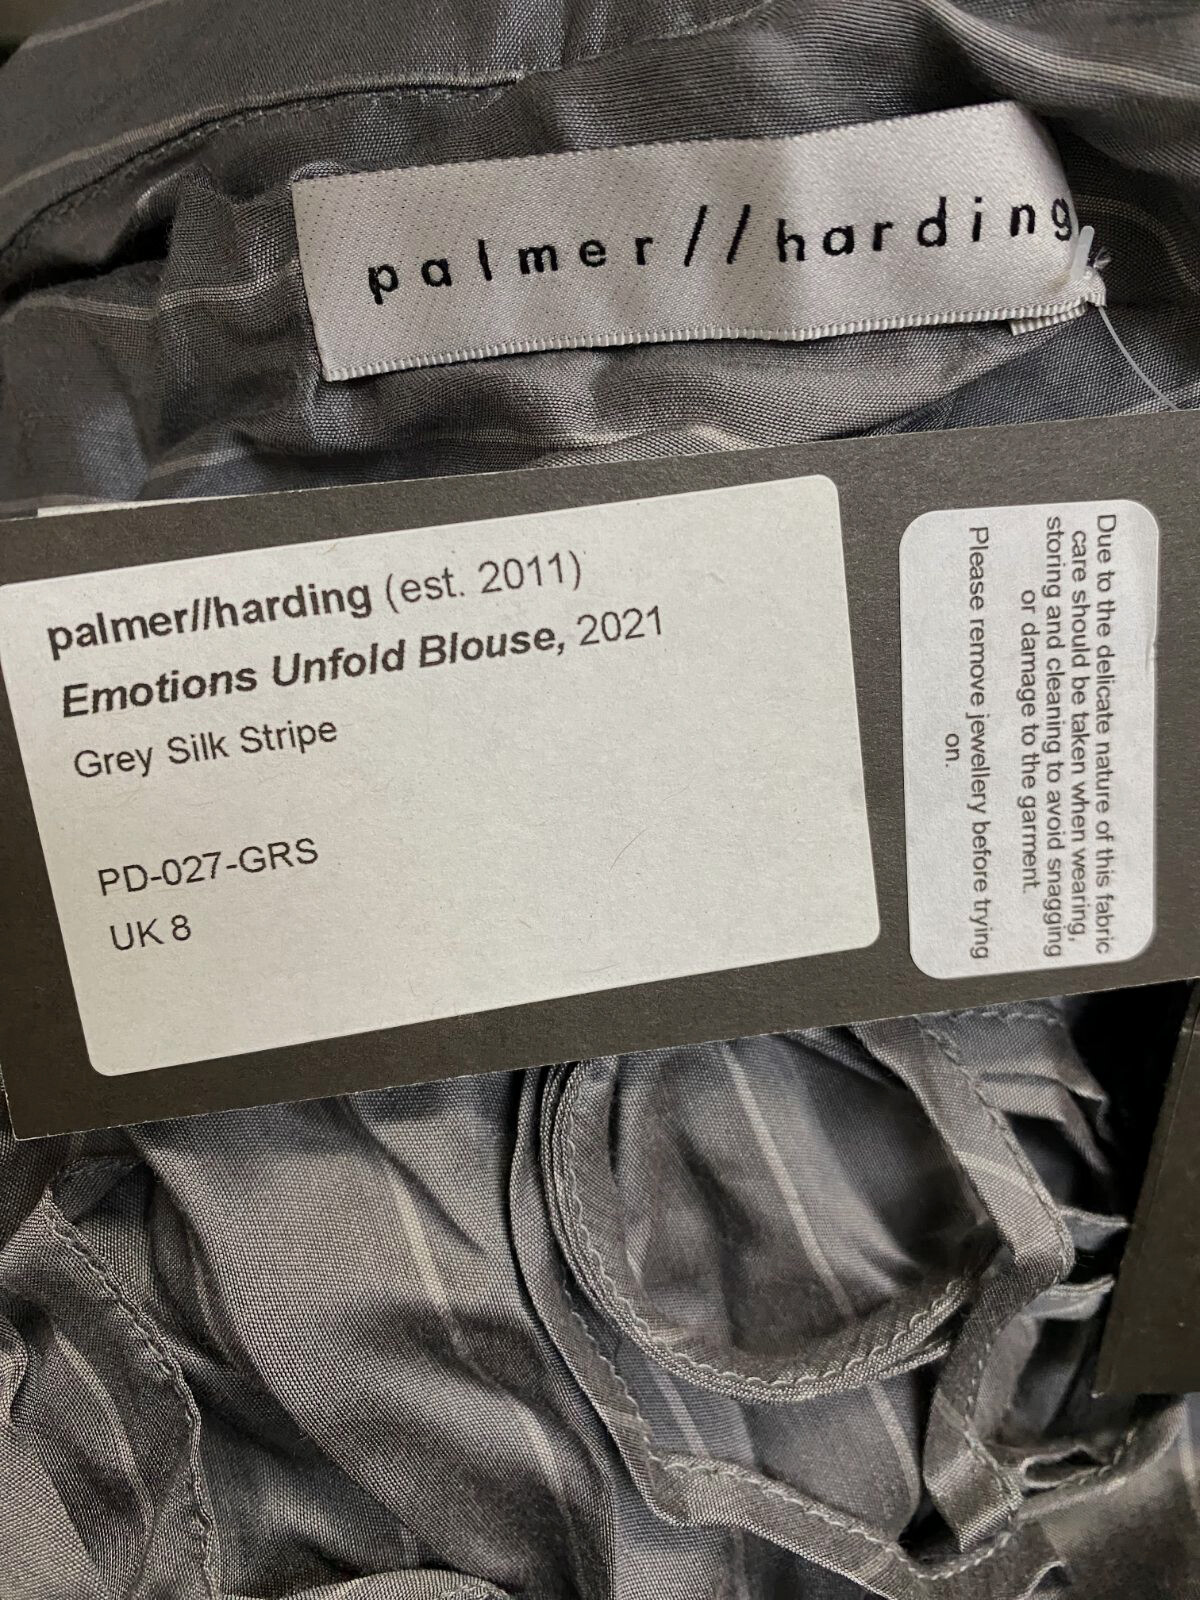 palmer//harding
palmer//harding (est. 2011)
Emotions Unfold Blouse, 2021
Grey Silk Stripe
PD-027-GRS
UK 8
Due to the delicate nature of this fabric
care should be taken when wearing,
storing and cleaning to avoid snagging
or damage to the garment.
Please remove jewellery before trying
on.